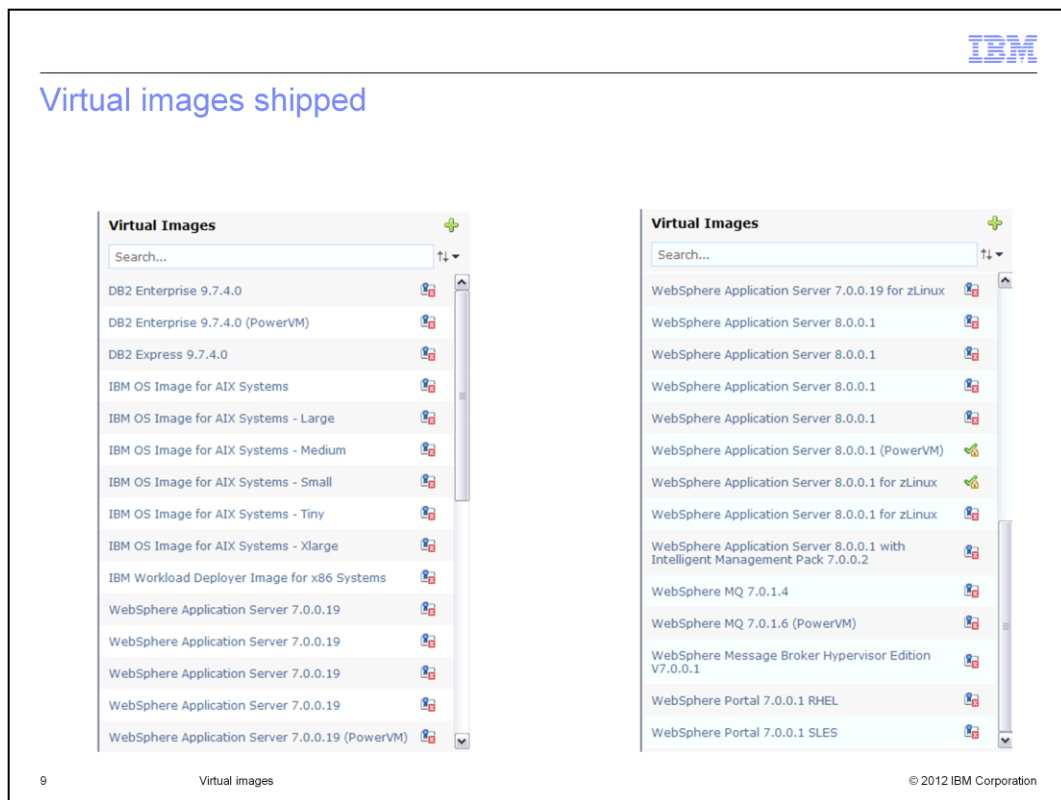 IBM
Virtual images shipped
Virtual Images
Search...
DB2 Enterprise 9.7.4.0
DB2 Enterprise 9.7.4.0 (PowerVM)
DB2 Express 9.7.4.0
IBM OS Image for AIX Systems
IBM OS Image for AIX Systems - Large
IBM OS Image for AIX Systems - Medium
IBM OS Image for AIX Systems - Small
IBM OS Image for AIX Systems - Tiny
IBM OS Image for AIX Systems - Xlarge
IBM Workload Deployer Image for x86 Systems
WebSphere Application Server 7.0.0.19
WebSphere Application Server 7.0.0.19
WebSphere Application Server 7.0.0.19
WebSphere Application Server 7.0.0.19
WebSphere Application Server 7.0.0.19 (PowerVM)
Virtual Images
Search...
WebSphere Application Server 7.0.0.19 for zLinux
WebSphere Application Server 8.0.0.1
WebSphere Application Server 8.0.0.1
WebSphere Application Server 8.0.0.1
WebSphere Application Server 8.0.0.1
WebSphere Application Server 8.0.0.1 (PowerVM)
WebSphere Application Server 8.0.0.1 for zLinux
WebSphere Application Server 8.0.0.1 for zLinux
WebSphere Application Server 8.0.0.1 with
Intelligent Management Pack 7.0.0.2
WebSphere MQ 7.0.1.4
WebSphere MQ 7.0.1.6 (PowerVM)
WebSphere Message Broker Hypervisor Edition
V7.0.0.1
WebSphere Portal 7.0.0.1 RHEL
WebSphere Portal 7.0.0.1 SLES
9 Virtual images © 2012 IBM Corporation